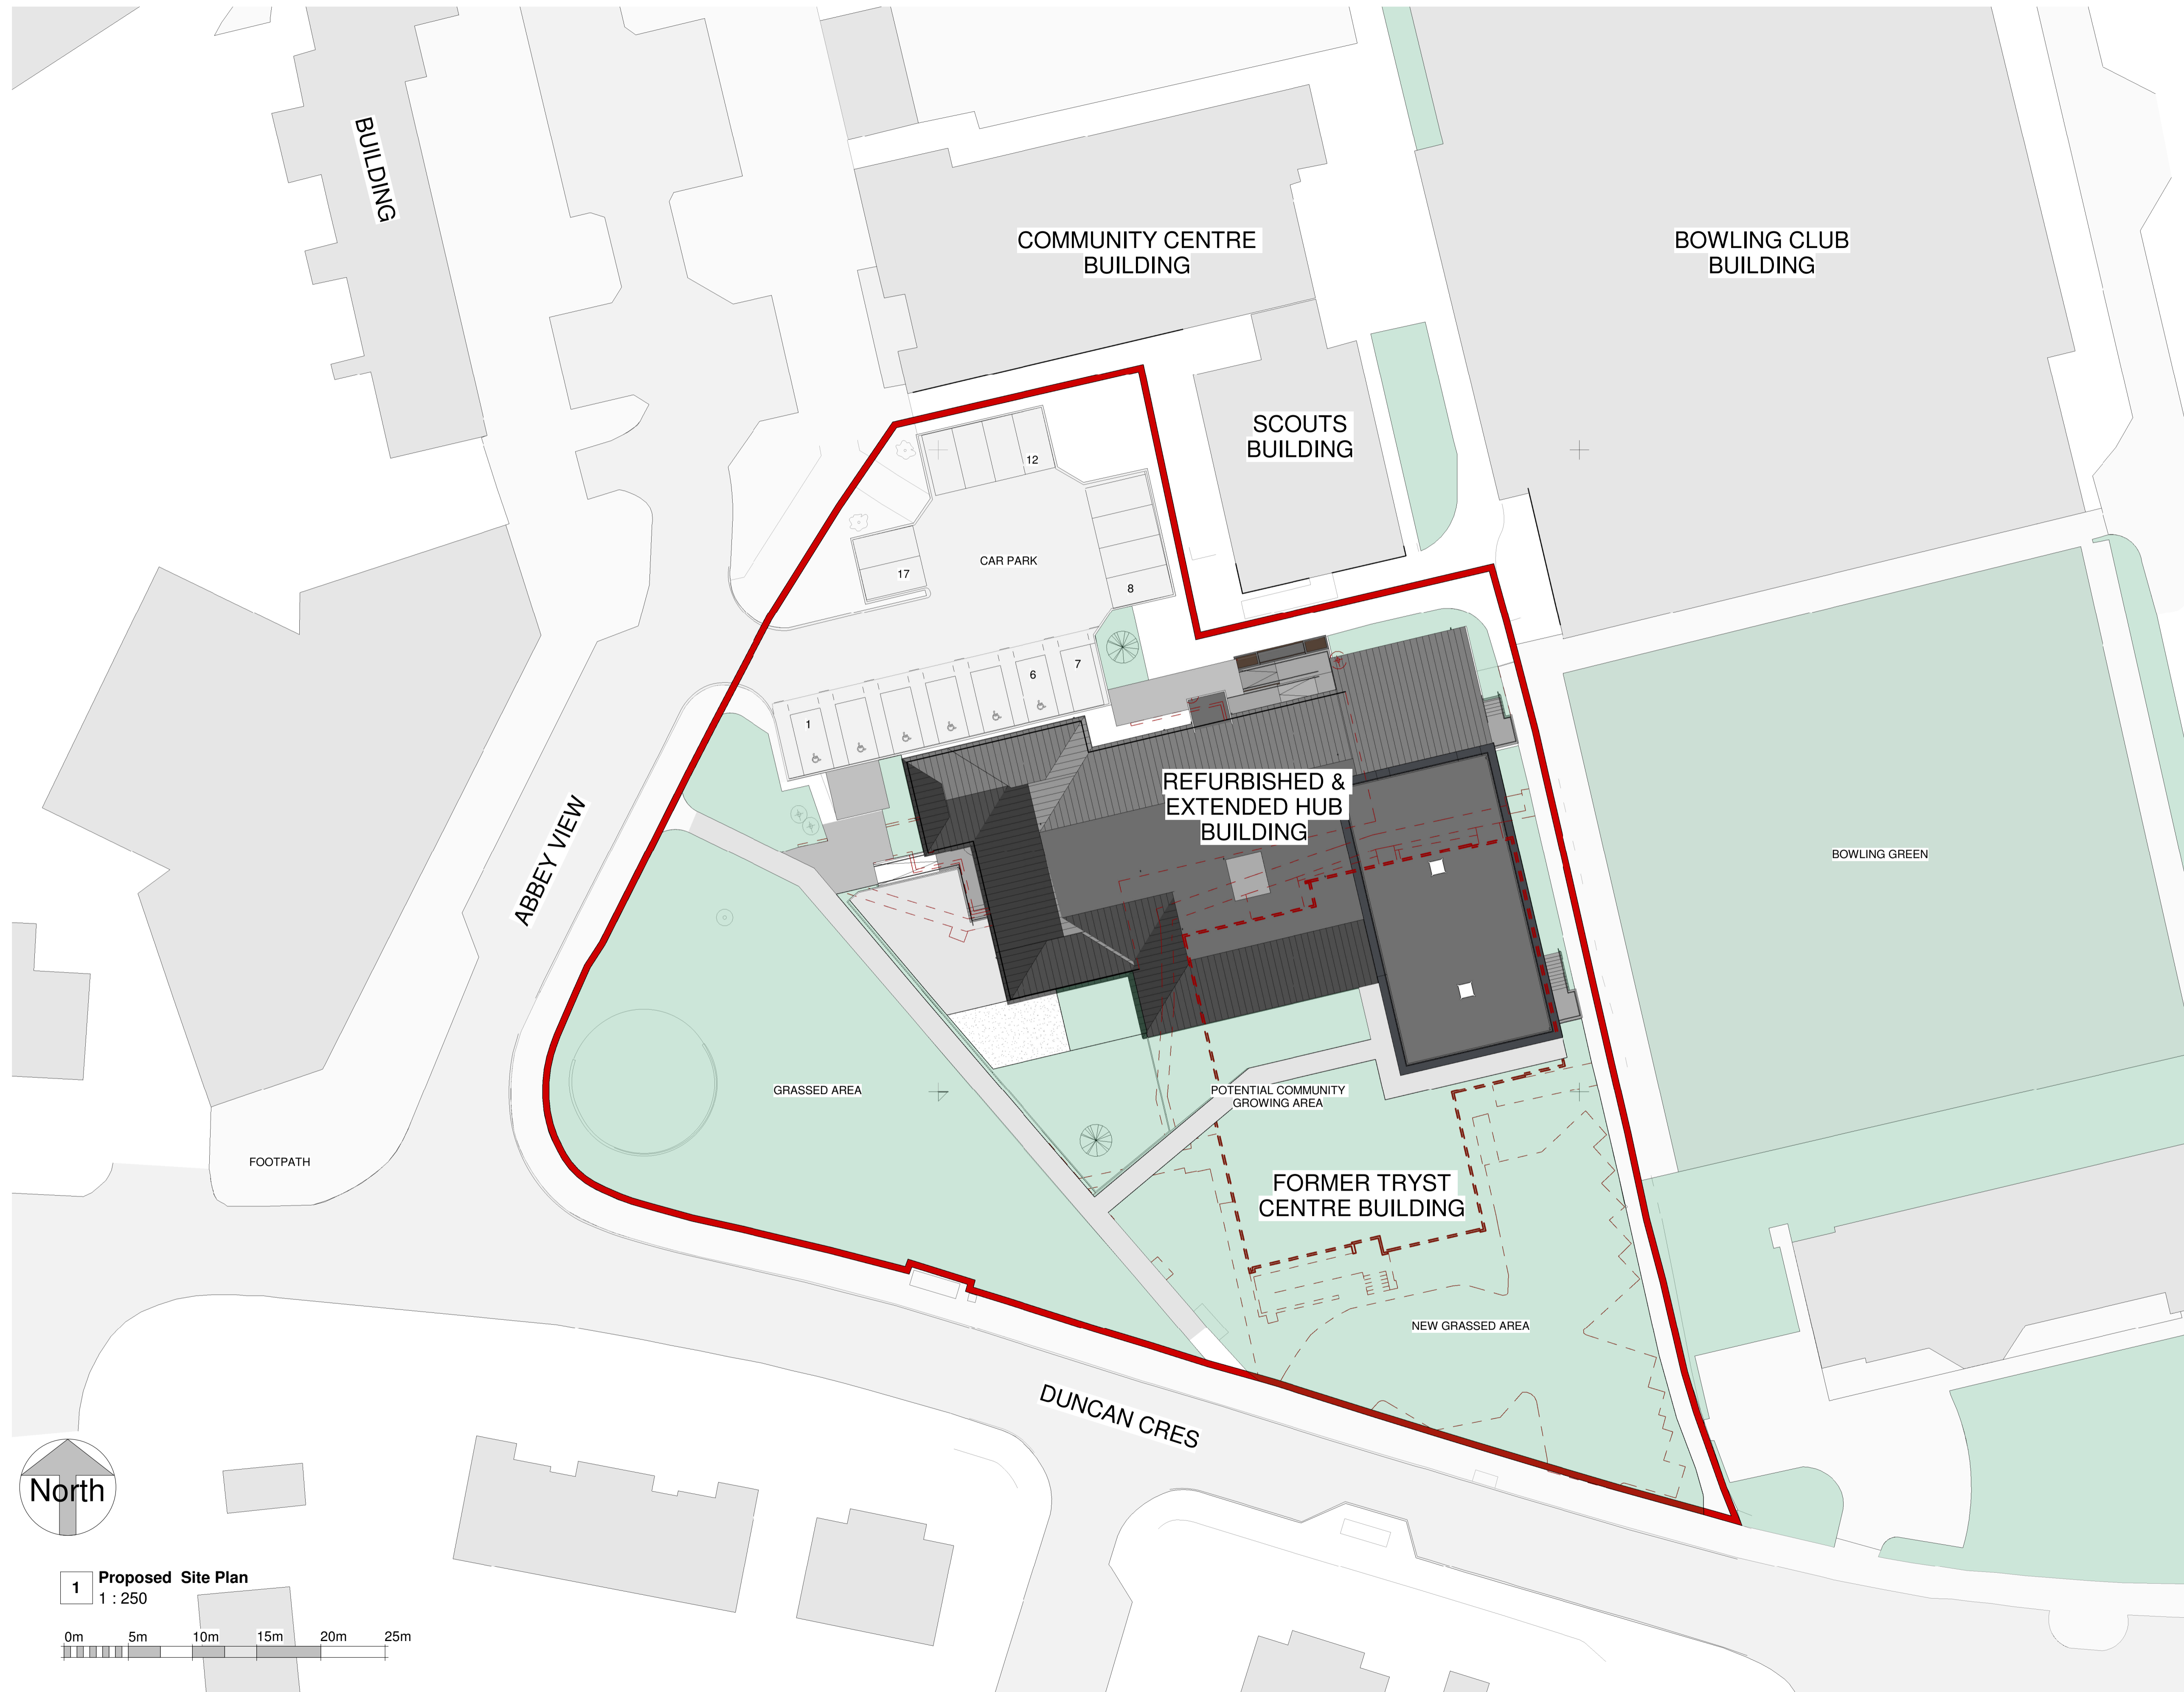 BUILDING
COMMUNITY CENTRE
BUILDING
BOWLING CLUB
BUILDING
SCOUTS
BUILDING
12
CAR PARK
17
8
7
6
1
REFURBISHED &
EXTENDED HUB
BUILDING
ABBEY VIEW
BOWLING GREEN
GRASSED AREA
POTENTIAL COMMUNITY
GROWING AREA
FOOTPATH
FORMER TRYST
CENTRE BUILDING
NEW GRASSED AREA
DUNCAN CRES
North
1
Proposed Site Plan
1 : 250
0m 5m 10m 15m 20m 25m